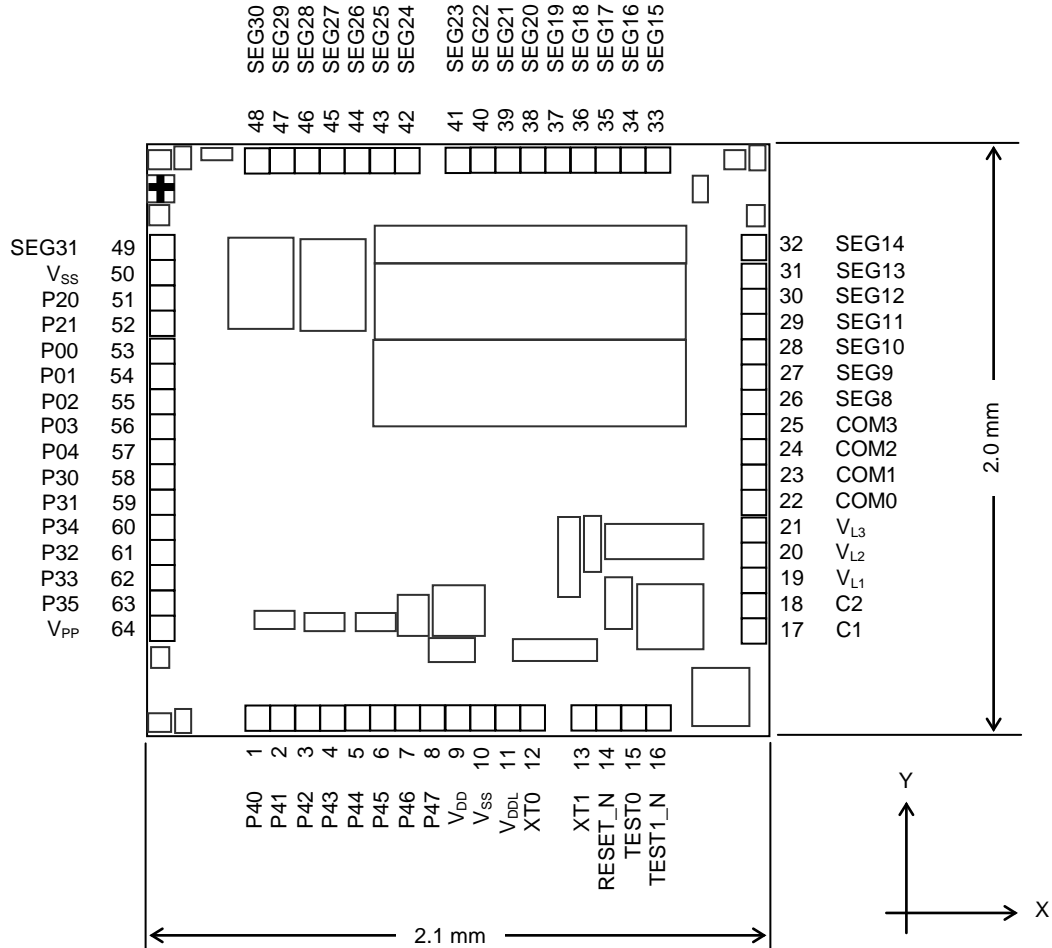 SEG30 SEG29 SEG28 SEG27 SEG26 SEG25 SEG24 SEG23 SEG22 SEG21 SEG20 SEG19 SEG18 SEG17 SEG16 SEG15
48 47 46 45 44 43 42 41 40 39 38 37 36 35 34 33
SEG31 49
VSS 50
P20 51
P21 52
P00 53
P01 54
P02 55
P03 56
P04 57
P30 58
P31 59
P34 60
P32 61
P33 62
P35 63
VPP 64
32 SEG14
31 SEG13
30 SEG12
29 SEG11
28 SEG10
27 SEG9
26 SEG8
25 COM3
24 COM2
23 COM1
22 COM0
21 VL3
20 VL2
19 VL1
18 C2
17 C1
2.0 mm
1 2 3 4 5 6 7 8 9 10 11 12 13 14 15 16
P40 P41 P42 P43 P44 P45 P46 P47 VDD VSS VDDL XT0 XT1 RESET_N TEST0 TEST1_N
2.1 mm
Y
X